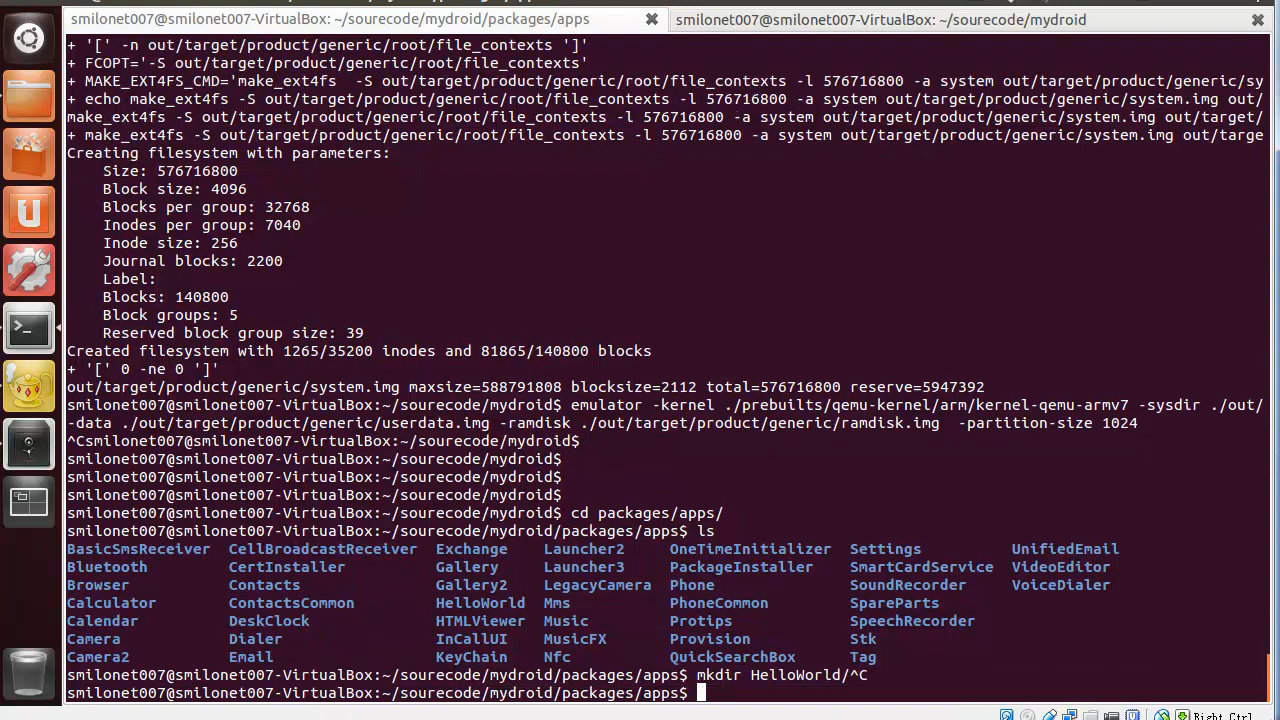 smilonet007@smilonet007-VirtualBox: ~/sourecode/mydroid/packages/apps
smilonet007@smilonet007-VirtualBox: ~/sourecode/mydroid
+ '[' -n out/target/product/generic/root/file_contexts ']'
+ FCOPT='-S out/target/product/generic/root/file_contexts'
+ MAKE_EXT4FS_CMD='make_ext4fs  -S out/target/product/generic/root/file_contexts -l 576716800 -a system out/target/product/generic/sy
+ echo make_ext4fs -S out/target/product/generic/root/file_contexts -l 576716800 -a system out/target/product/generic/system.img out/
make_ext4fs -S out/target/product/generic/root/file_contexts -l 576716800 -a system out/target/product/generic/system.img out/target/
+ make_ext4fs -S out/target/product/generic/root/file_contexts -l 576716800 -a system out/target/product/generic/system.img out/targe
Creating filesystem with parameters:
    Size: 576716800
    Block size: 4096
    Blocks per group: 32768
    Inodes per group: 7040
    Inode size: 256
    Journal blocks: 2200
    Label:
    Blocks: 140800
    Block groups: 5
    Reserved block group size: 39
Created filesystem with 1265/35200 inodes and 81865/140800 blocks
+ '[' 0 -ne 0 ']'
out/target/product/generic/system.img maxsize=588791808 blocksize=2112 total=576716800 reserve=5947392
smilonet007@smilonet007-VirtualBox:~/sourecode/mydroid$ emulator -kernel ./prebuilts/qemu-kernel/arm/kernel-qemu-armv7 -sysdir ./out/
-data ./out/target/product/generic/userdata.img -ramdisk ./out/target/product/generic/ramdisk.img  -partition-size 1024
^Csmilonet007@smilonet007-VirtualBox:~/sourecode/mydroid$
smilonet007@smilonet007-VirtualBox:~/sourecode/mydroid$
smilonet007@smilonet007-VirtualBox:~/sourecode/mydroid$
smilonet007@smilonet007-VirtualBox:~/sourecode/mydroid$
smilonet007@smilonet007-VirtualBox:~/sourecode/mydroid$ cd packages/apps/
smilonet007@smilonet007-VirtualBox:~/sourecode/mydroid/packages/apps$ ls
BasicSmsReceiver  CellBroadcastReceiver  Exchange  Launcher2  OneTimeInitializer  Settings  UnifiedEmail
Bluetooth  CertInstaller  Gallery  Launcher3  PackageInstaller  SmartCardService  VideoEditor
Browser  Contacts  Gallery2  LegacyCamera  Phone  SoundRecorder  VoiceDialer
Calculator  ContactsCommon  HelloWorld  Mms  PhoneCommon  SpareParts
Calendar  DeskClock  HTMLViewer  Music  Protips  SpeechRecorder
Camera  Dialer  InCallUI  MusicFX  Provision  Stk
Camera2  Email  KeyChain  Nfc  QuickSearchBox  Tag
smilonet007@smilonet007-VirtualBox:~/sourecode/mydroid/packages/apps$ mkdir HelloWorld/^C
smilonet007@smilonet007-VirtualBox:~/sourecode/mydroid/packages/apps$
Right Ctrl